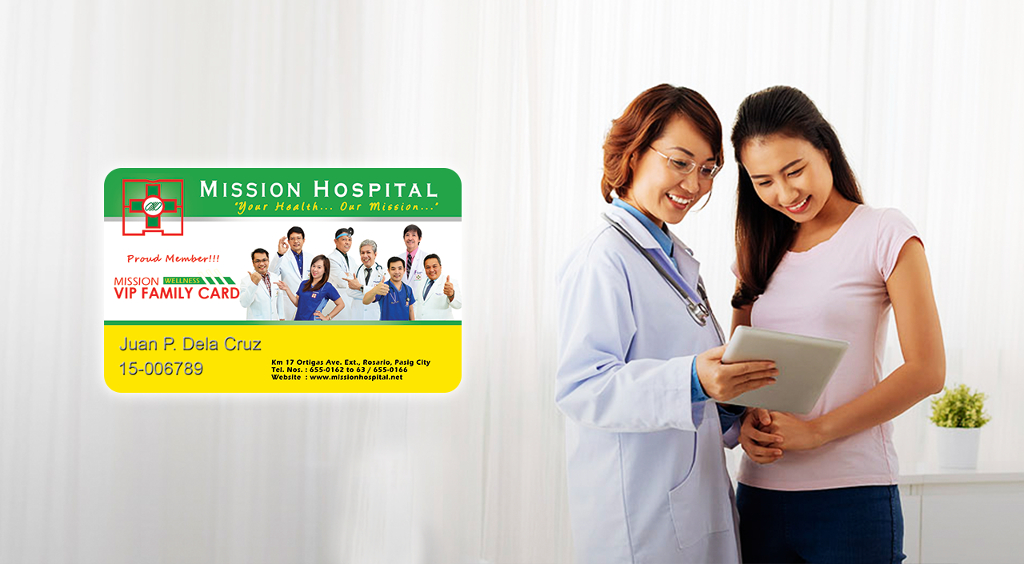 MISSION HOSPITAL
"Your Health... Our Mission..."
Proud Member!!!
MISSION WELLNESS
VIP FAMILY CARD
Juan P. Dela Cruz
15-006789
Km 17 Ortigas Ave. Ext., Rosario, Pasig City
Tel. Nos. : 655-0162 to 63 / 655-0166
Website : www.missionhospital.net